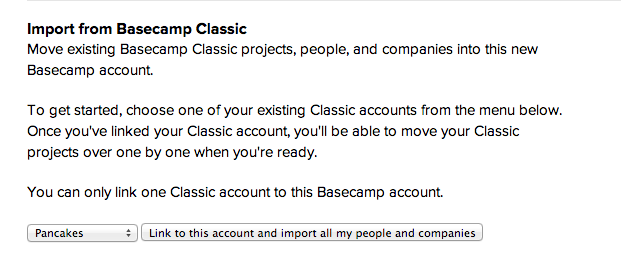 Import from Basecamp Classic
Move existing Basecamp Classic projects, people, and companies into this new
Basecamp account.
To get started, choose one of your existing Classic accounts from the menu below.
Once you've linked your Classic account, you'll be able to move your Classic
projects over one by one when you're ready.
You can only link one Classic account to this Basecamp account.
Pancakes Link to this account and import all my people and companies